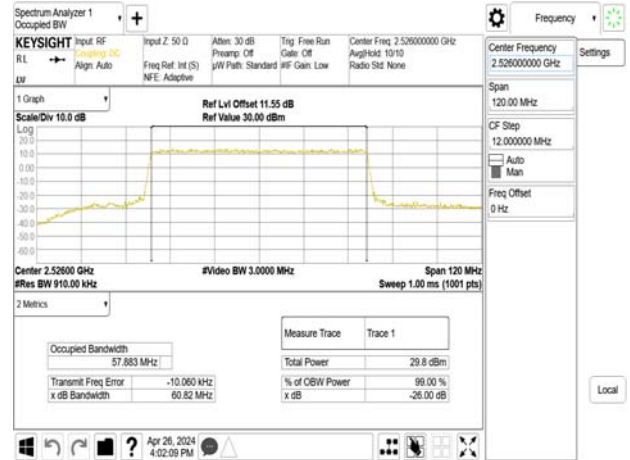 Spectrum Analyzer 1
Occupied BW
+
Frequency
KEYSIGHT
RL
Input: RF
Coupling: DC
Align: Auto
Input Z: 50 Ω
Freq Ref: Int (S)
NFE: Adaptive
Atten: 30 dB
Preamp: Off
µW Path: Standard
Trig: Free Run
Gate: Off
#IF Gain: Low
Center Freq: 2.526000000 GHz
Avg|Hold: 10/10
Radio Std: None
1 Graph
Scale/Div 10.0 dB
Ref Lvl Offset 11.55 dB
Ref Value 30.00 dBm
Log
20.0
10.0
0.00
-10.0
-20.0
-30.0
-40.0
-50.0
-60.0
Center 2.52600 GHz
#Video BW 3.0000 MHz
Span 120 MHz
#Res BW 910.00 kHz
Sweep 1.00 ms (1001 pts)
2 Metrics
Measure Trace Trace 1
Occupied Bandwidth
57.883 MHz
Total Power 29.8 dBm
Transmit Freq Error -10.060 kHz
% of OBW Power 99.00 %
x dB Bandwidth 60.82 MHz
x dB -26.00 dB
Center Frequency
2.526000000 GHz
Settings
Span
120.00 MHz
CF Step
12.000000 MHz
Auto
Man
Freq Offset
0 Hz
Local
?
Apr 26, 2024
4:02:09 PM